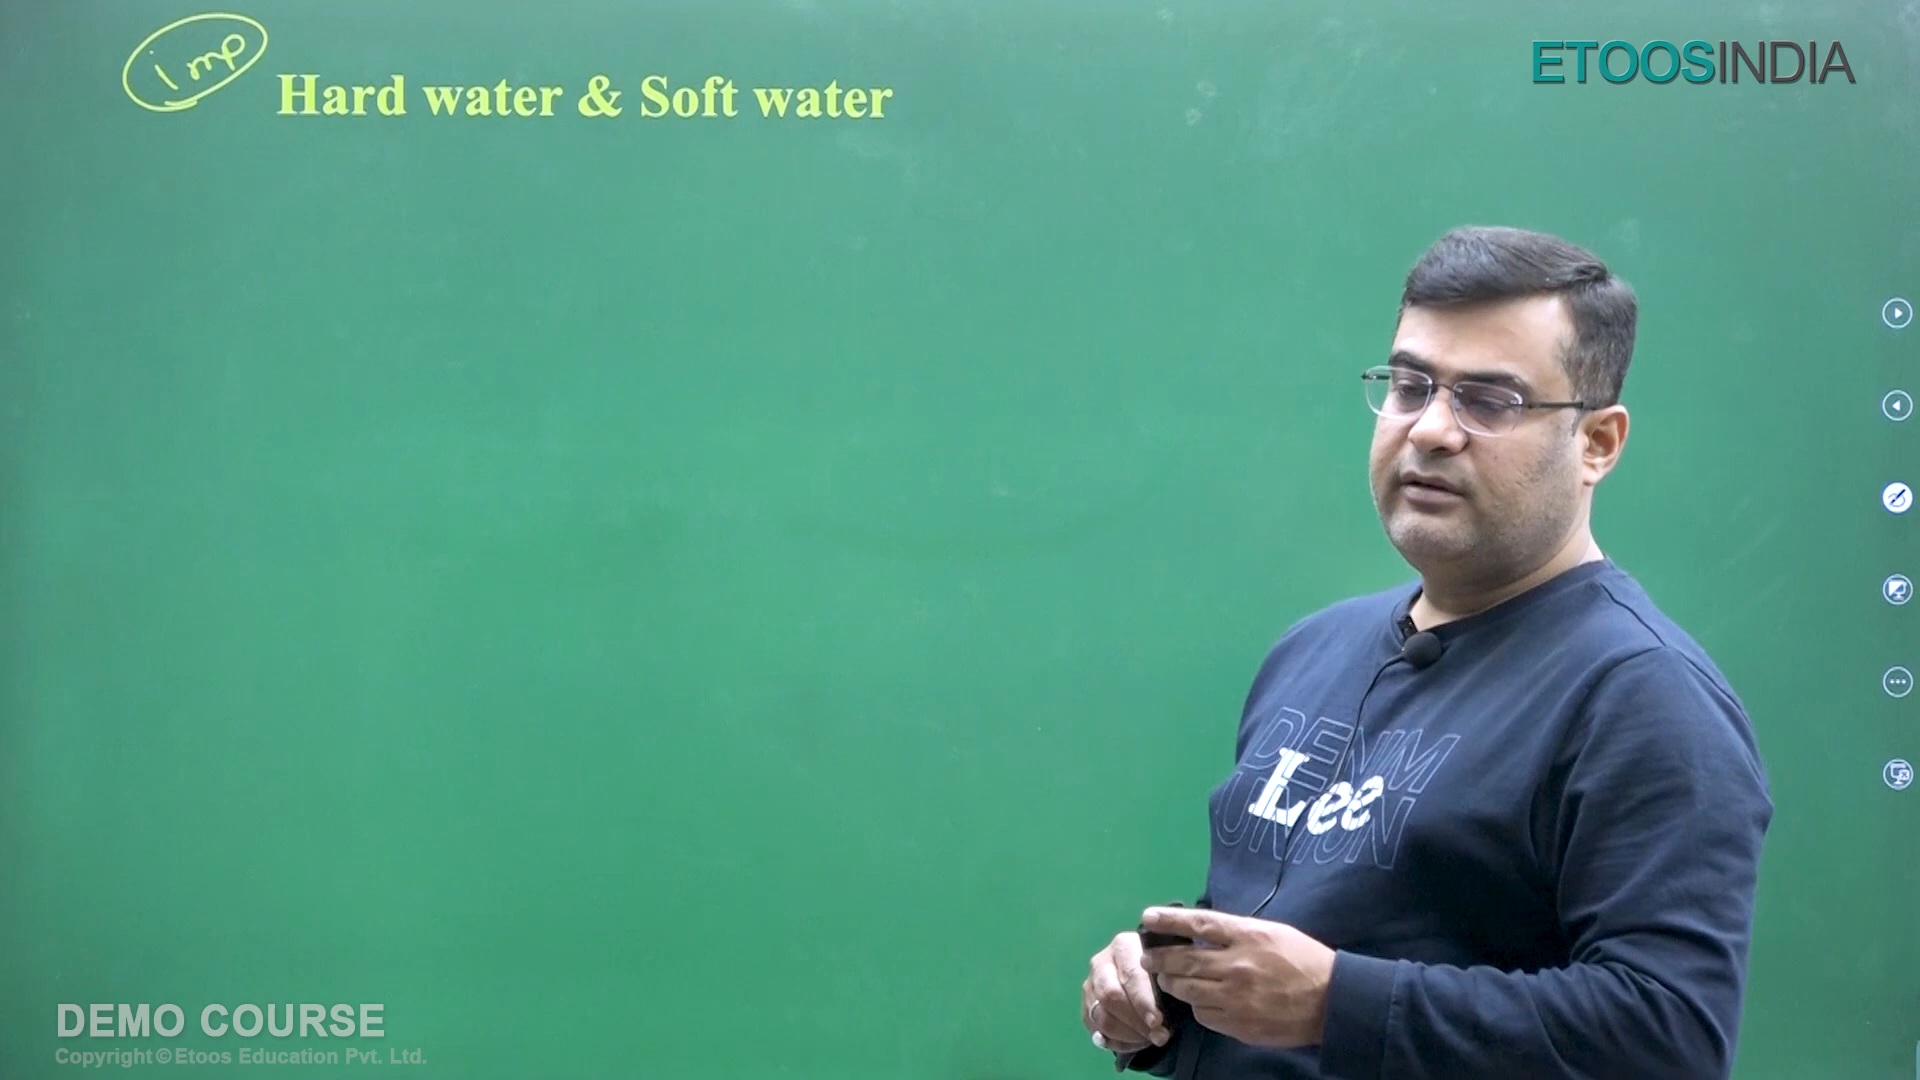 imp
Hard water & Soft water
ETOOSINDIA
DENIM
Lee
UNION
DEMO COURSE
Copyright©Etoos Education Pvt. Ltd.